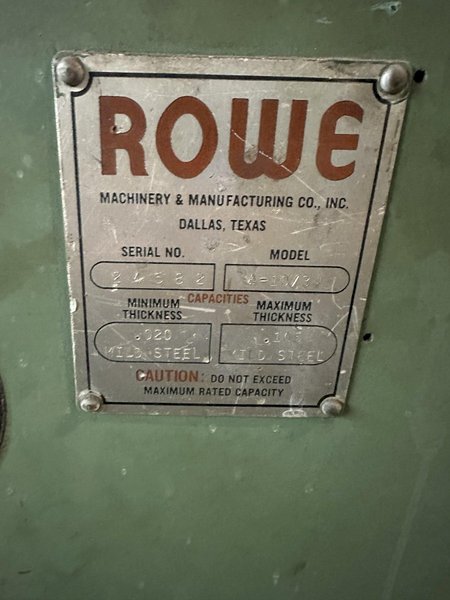 ROWE
MACHINERY & MANUFACTURING CO., INC.
DALLAS, TEXAS
SERIAL NO. MODEL
CAPACITIES
MINIMUM THICKNESS
MAXIMUM THICKNESS
.020
MILD STEEL MILD STEEL
CAUTION: DO NOT EXCEED
MAXIMUM RATED CAPACITY